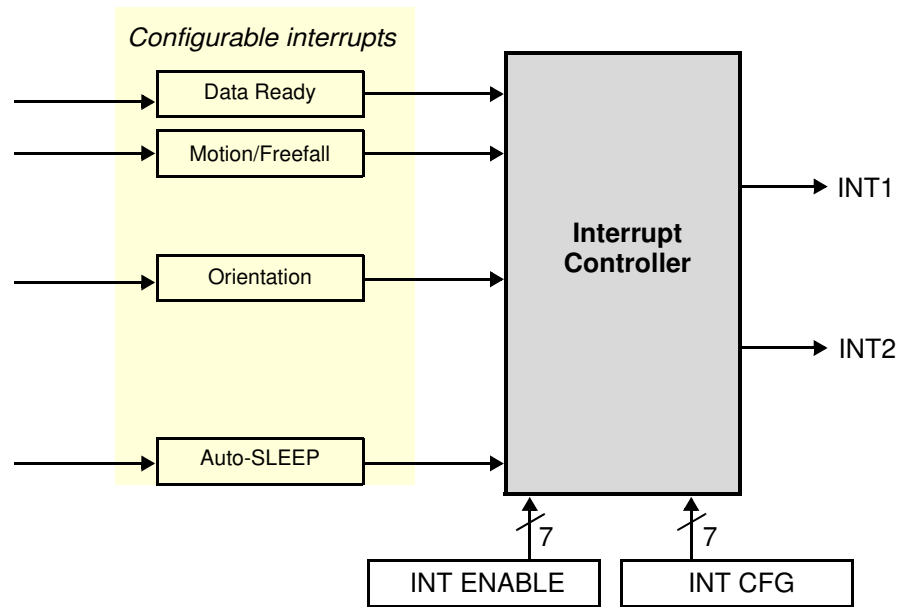 Configurable interrupts
Data Ready
Motion/Freefall
Orientation
Auto-SLEEP
Interrupt
Controller
INT1
INT2
7
7
INT ENABLE
INT CFG